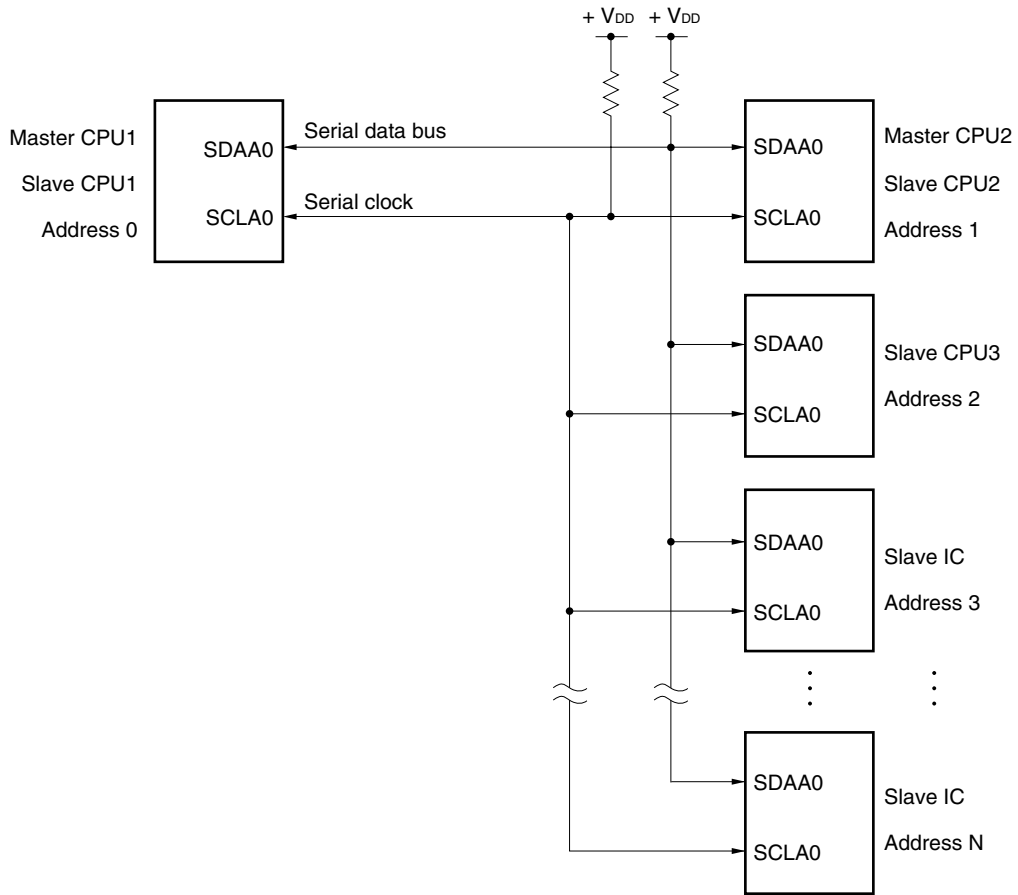 + VDD
+ VDD
Master CPU1
Slave CPU1
Address 0
SDAA0
SCLA0
Serial data bus
Serial clock
SDAA0
SCLA0
Master CPU2
Slave CPU2
Address 1
SDAA0
SCLA0
Slave CPU3
Address 2
SDAA0
SCLA0
Slave IC
Address 3
SDAA0
SCLA0
Slave IC
Address N